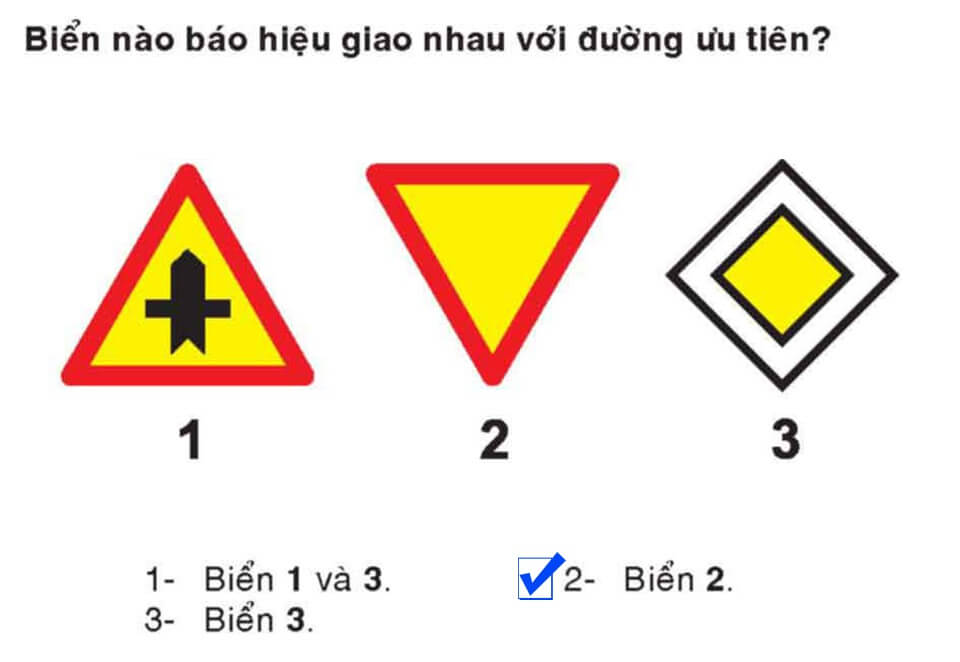 Biển nào báo hiệu giao nhau với đường ưu tiên?
1 2 3
1- Biển 1 và 3. 2- Biển 2.
3- Biển 3.